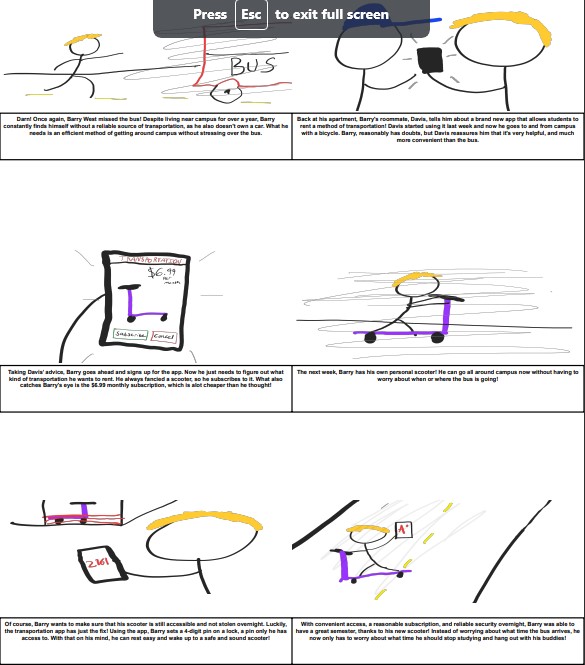 Press Esc to exit full screen
BUS
Darn! Once again, Barry West missed the bus! Despite living near campus for over a year, Barry
constantly finds himself without a reliable source of transportation, as he also doesn't own a car. What he
needs is an efficient method of getting around campus without stressing over the bus.
Back at his apartment, Barry's roommate, Davis, tells him about a brand new app that allows students to
rent a method of transportation! Davis started using it last week and now he goes to and from campus
with a bicycle. Barry, reasonably has doubts, but Davis reassures him that it's very helpful, and much
more convenient than the bus.
TRANSPORTATION
$6.99
PER
MONTH
Subscribe Cancel
Taking Davis' advice, Barry goes ahead and signs up for the app. Now he just needs to figure out what
kind of transportation he wants to rent. He always fancied a scooter, so he subscribes to it. What also
catches Barry's eye is the $6.99 monthly subscription, which is alot cheaper than he thought!
The next week, Barry has his own personal scooter! He can go all around campus now without having to
worry about when or where the bus is going!
2361
A+
Of course, Barry wants to make sure that his scooter is still accessible and not stolen overnight. Luckily,
the transportation app has just the fix! Using the app, Barry sets a 4-digit pin on a lock, a pin only he has
access to. With that on his mind, he can rest easy and wake up to a safe and sound scooter!
With convenient access, a reasonable subscription, and reliable security overnight, Barry was able to
have a great semester, thanks to his new scooter! Instead of worrying about what time the bus arrives, he
now only has to worry about what time he should stop studying and hang out with his buddies!